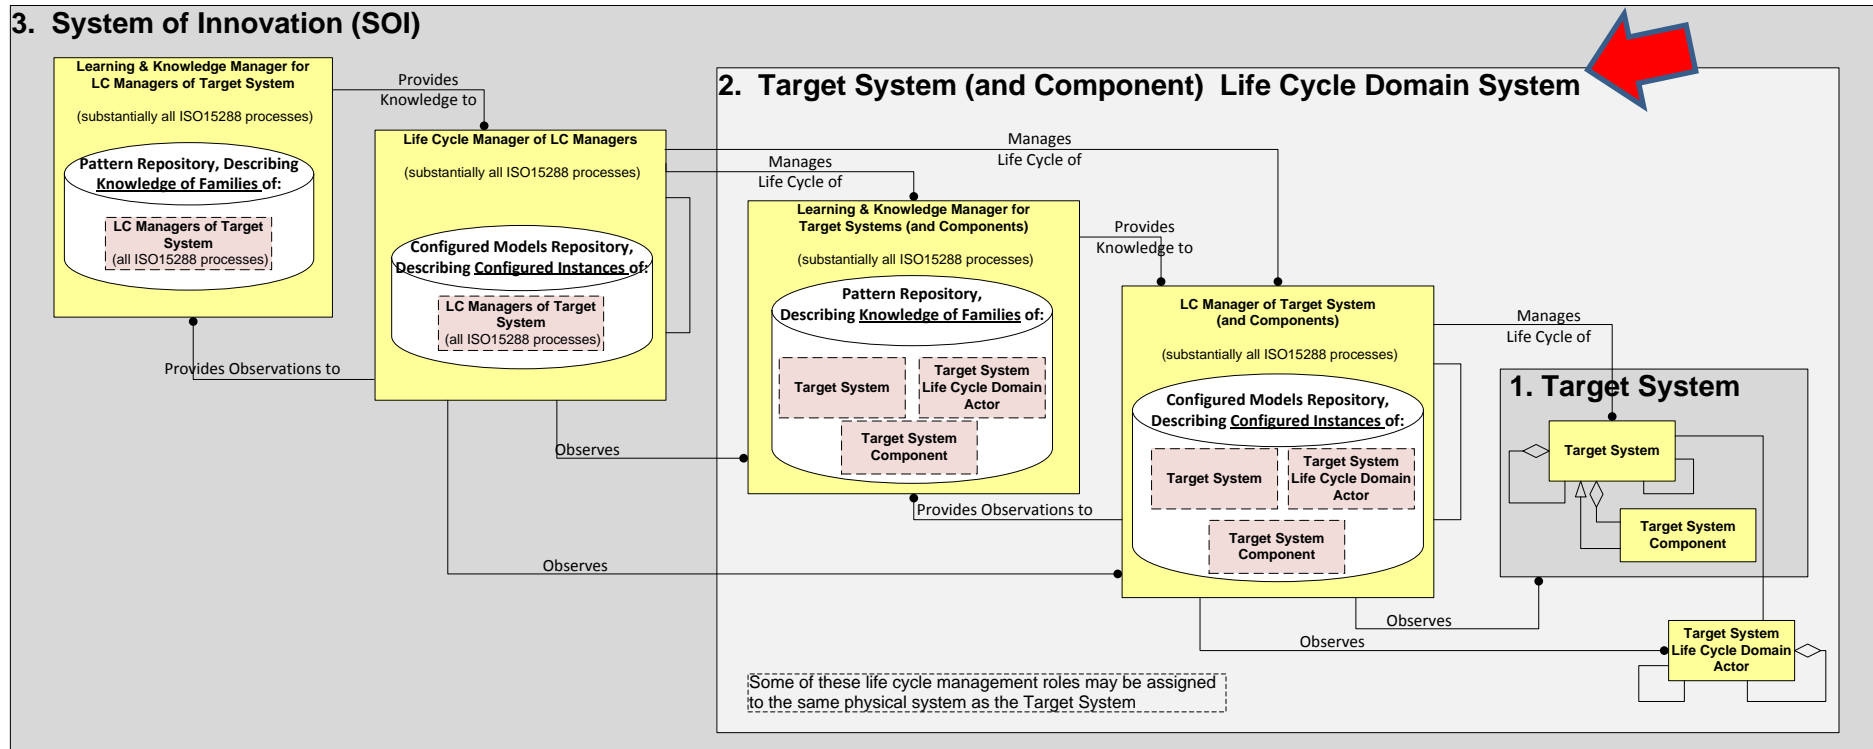 3.  System of Innovation (SOI)
Learning & Knowledge Manager for
LC Managers of Target System
(substantially all ISO15288 processes)
Pattern Repository, Describing
Knowledge of Families of:
LC Managers of Target
System
(all ISO15288 processes)
Provides
Knowledge to
Life Cycle Manager of LC Managers
(substantially all ISO15288 processes)
Configured Models Repository,
Describing Configured Instances of:
LC Managers of Target
System
(all ISO15288 processes)
Provides Observations to
Observes
Observes
2.  Target System (and Component)  Life Cycle Domain System
Manages
Life Cycle of
Manages
Life Cycle of
Learning & Knowledge Manager for
Target Systems (and Components)
(substantially all ISO15288 processes)
Pattern Repository,
Describing Knowledge of Families of:
Target System
Target System
Life Cycle Domain
Actor
Target System
Component
Provides
Knowledge to
Provides Observations to
LC Manager of Target System
(and Components)
(substantially all ISO15288 processes)
Configured Models Repository,
Describing Configured Instances of:
Target System
Target System
Life Cycle Domain
Actor
Target System
Component
Manages
Life Cycle of
1. Target System
Target System
Target System
Component
Observes
Observes
Target System
Life Cycle Domain
Actor
Some of these life cycle management roles may be assigned
to the same physical system as the Target System